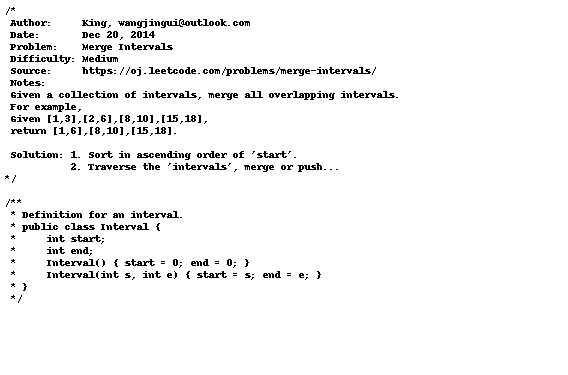 /*
 Author:     King, wangjingui@outlook.com
 Date:       Dec 20, 2014
 Problem:    Merge Intervals
 Difficulty: Medium
 Source:     https://oj.leetcode.com/problems/merge-intervals/
 Notes:
 Given a collection of intervals, merge all overlapping intervals.
 For example,
 Given [1,3],[2,6],[8,10],[15,18],
 return [1,6],[8,10],[15,18].

 Solution: 1. Sort in ascending order of 'start'.
           2. Traverse the 'intervals', merge or push...
*/

/**
 * Definition for an interval.
 * public class Interval {
 *     int start;
 *     int end;
 *     Interval() { start = 0; end = 0; }
 *     Interval(int s, int e) { start = s; end = e; }
 * }
 */